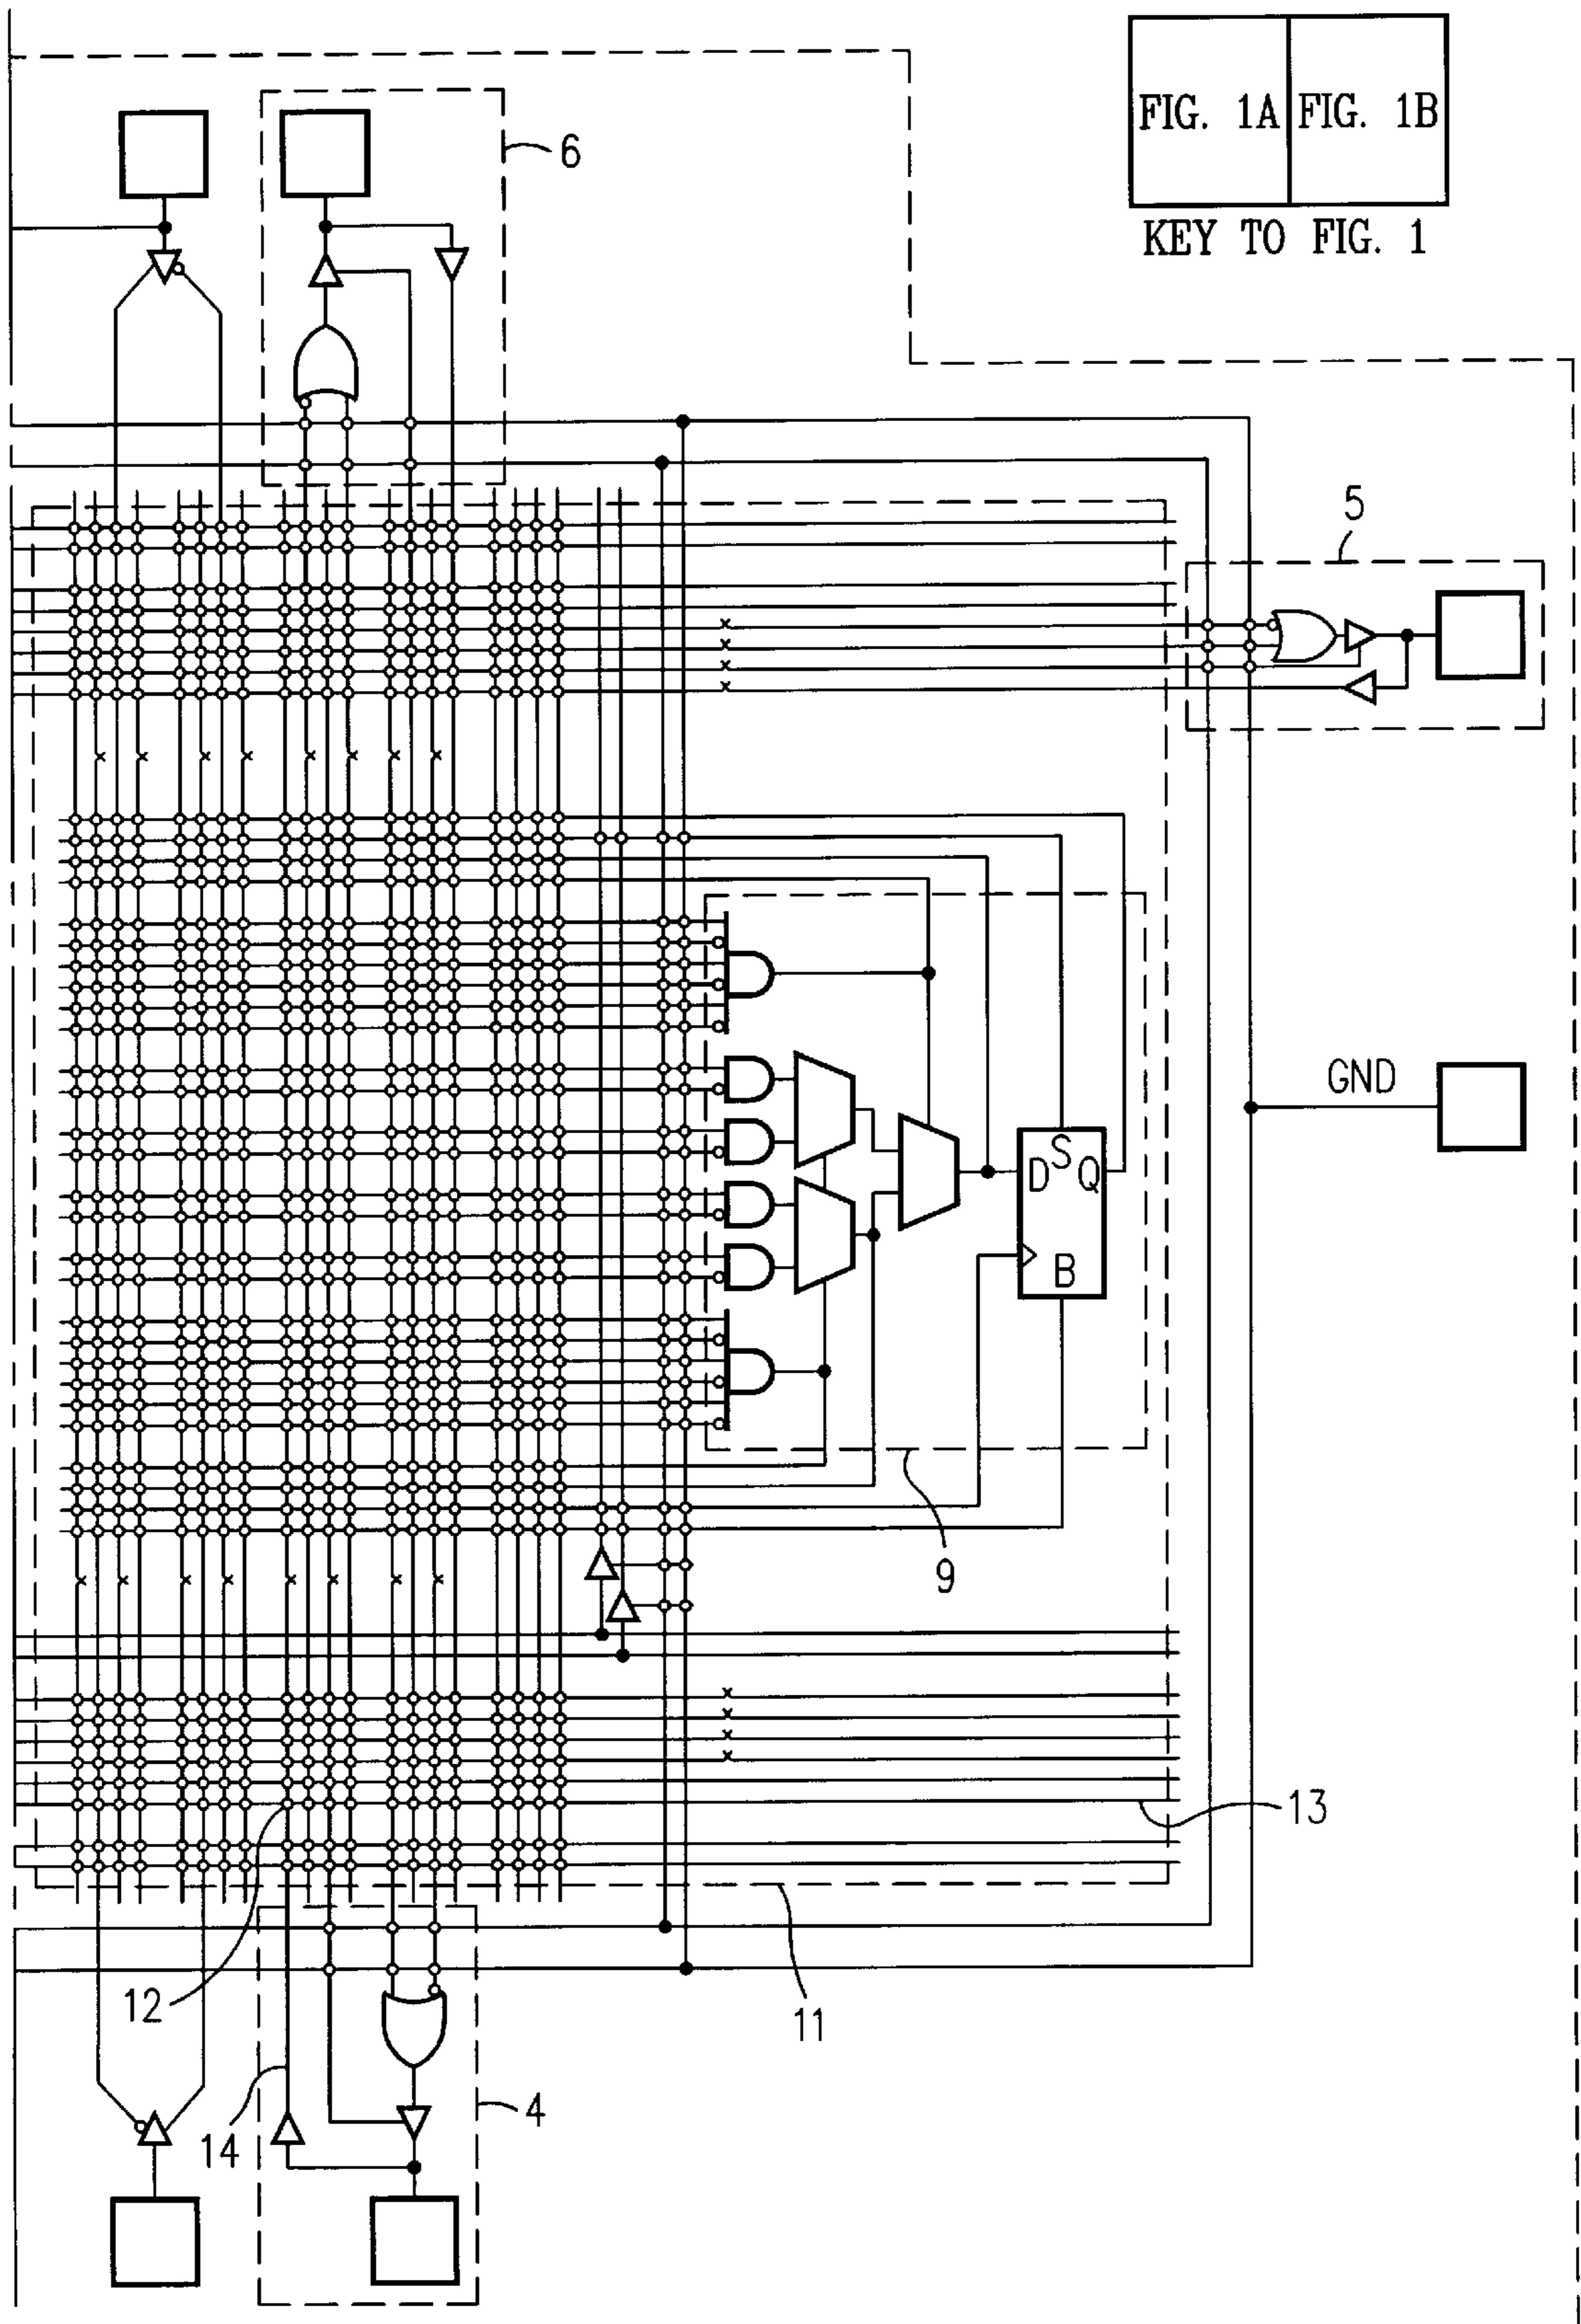 FIG. 1A FIG. 1B
KEY TO FIG. 1
6
5
GND
S
D Q
B
9
13
12
11
14
4